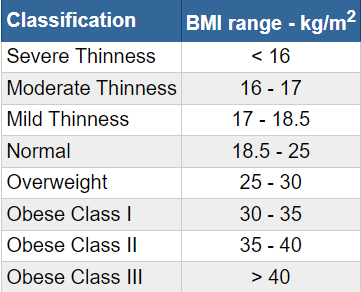 Classification BMI range - kg/m²
Severe Thinness < 16
Moderate Thinness 16 - 17
Mild Thinness 17 - 18.5
Normal 18.5 - 25
Overweight 25 - 30
Obese Class I 30 - 35
Obese Class II 35 - 40
Obese Class III > 40